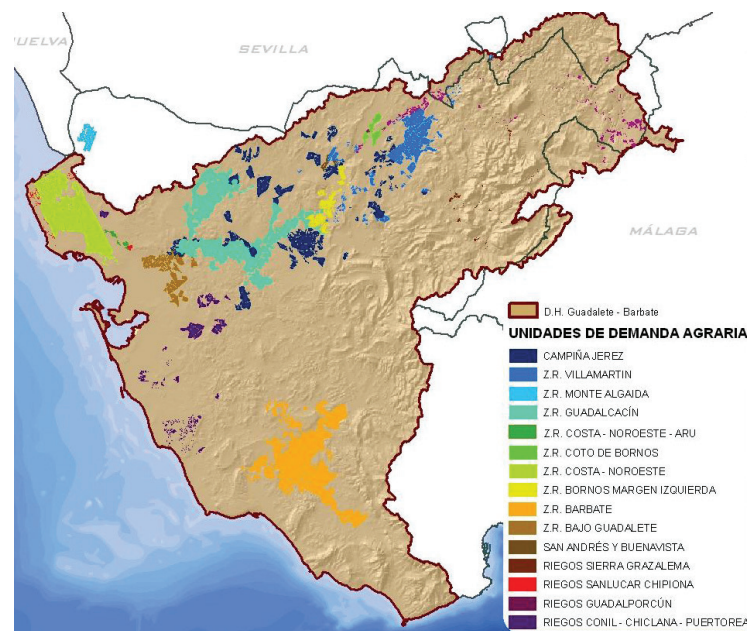 HUELVA
SEVILLA
MÁLAGA
D.H. Guadalete - Barbate
UNIDADES DE DEMANDA AGRARIA
CAMPIÑA JEREZ
Z.R. VILLAMARTIN
Z.R. MONTE ALGAIDA
Z.R. GUADALCACÍN
Z.R. COSTA - NOROESTE - ARU
Z.R. COTO DE BORNOS
Z.R. COSTA - NOROESTE
Z.R. BORNOS MARGEN IZQUIERDA
Z.R. BARBATE
Z.R. BAJO GUADALETE
SAN ANDRÉS Y BUENAVISTA
RIEGOS SIERRA GRAZALEMA
RIEGOS SANLUCAR CHIPIONA
RIEGOS GUADALPORCÚN
RIEGOS CONIL - CHICLANA - PUERTOREA